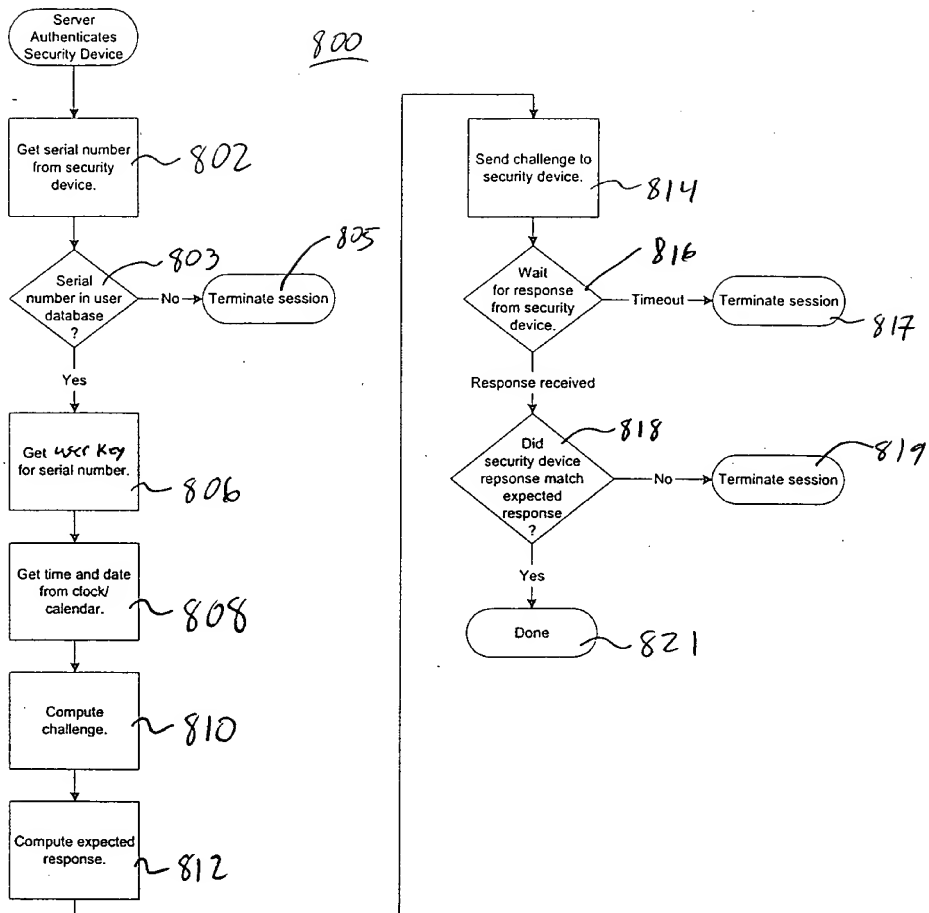 Server
Authenticates
Security Device
800
Get serial number
from security
device.
802
Serial
number in user
database
?
803
No
Terminate session
805
Yes
Get user key
for serial number.
806
Get time and date
from clock/
calendar.
808
Compute
challenge.
810
Compute expected
response.
812
Send challenge to
security device.
814
Wait
for response
from security
device.
816
Timeout
Terminate session
817
Response received
Did
security device
repsonse match
expected
response
?
818
No
Terminate session
819
Yes
Done
821